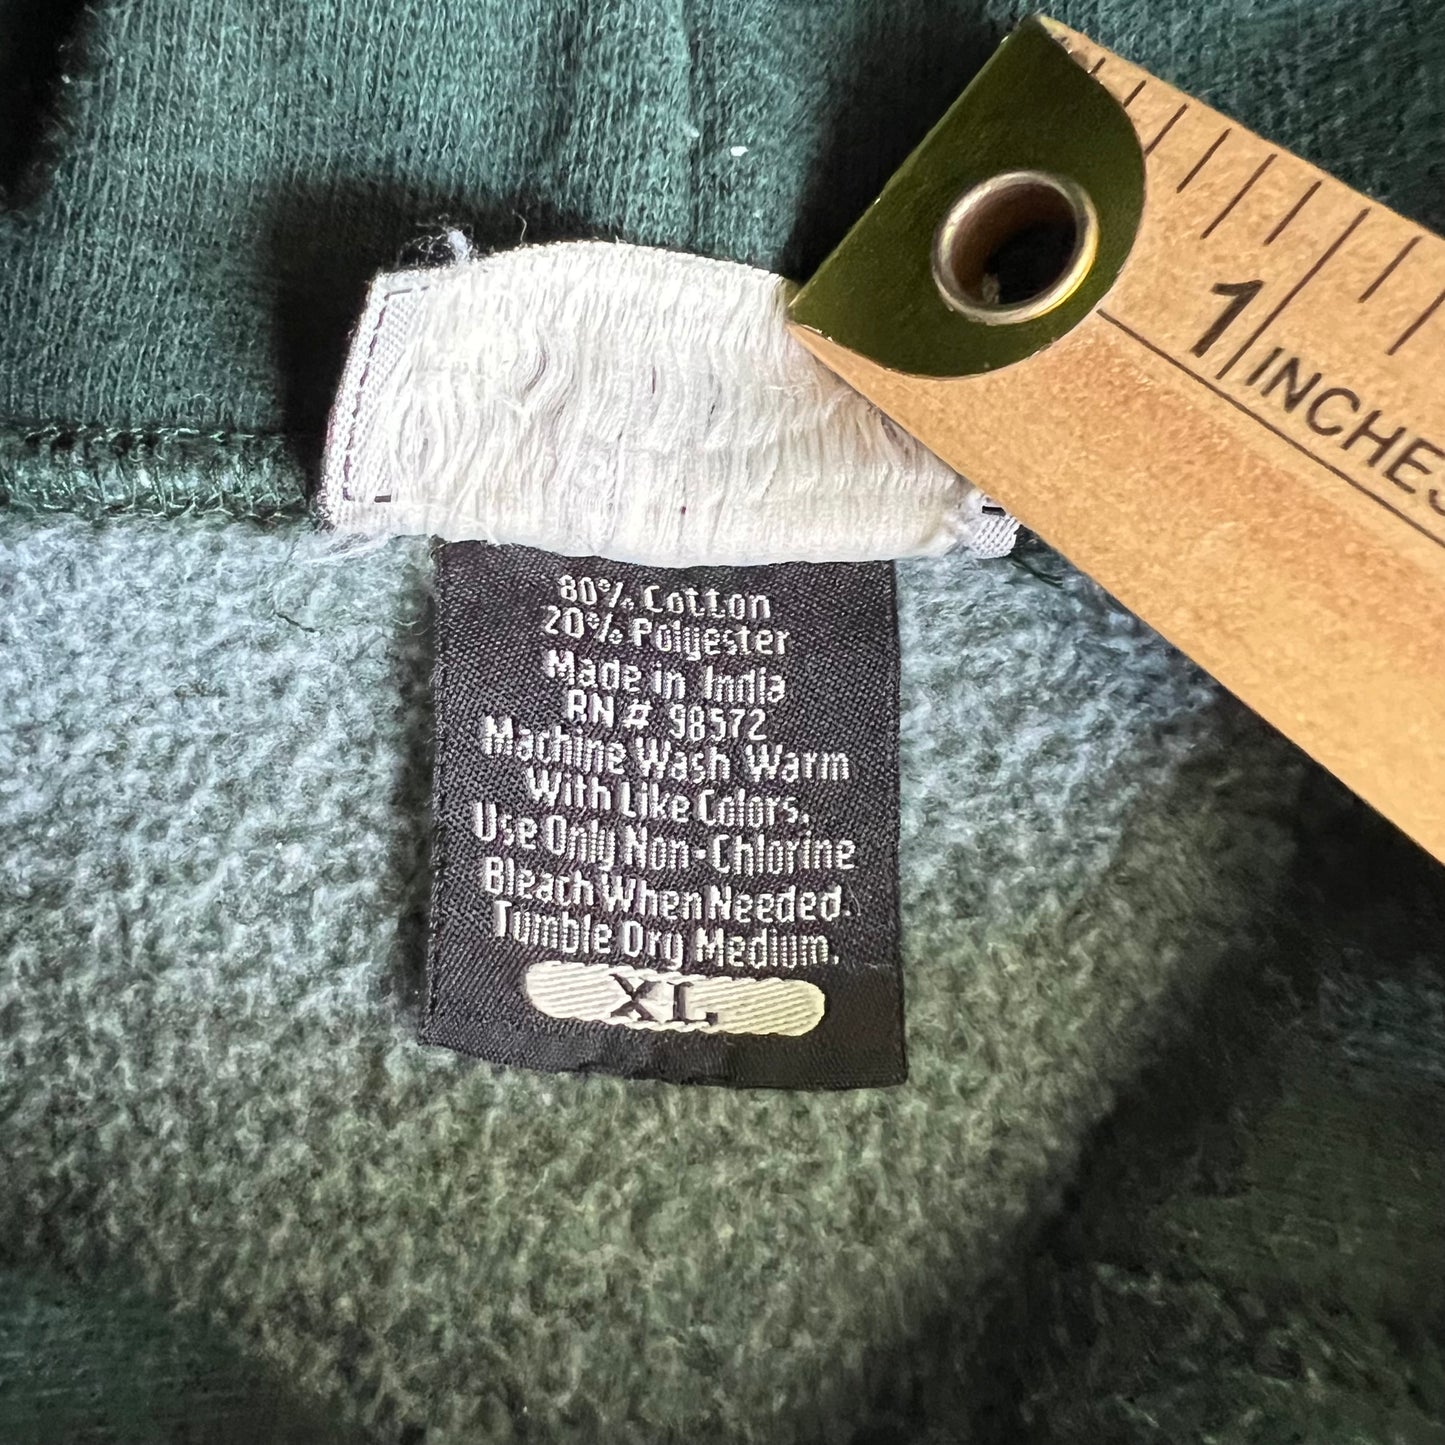 1
INCHES
80% Cotton
20% Polyester
Made in India
RN# 98572
Machine Wash Warm
With Like Colors.
Use Only Non-Chlorine
Bleach When Needed.
Tumble Dry Medium.
XL